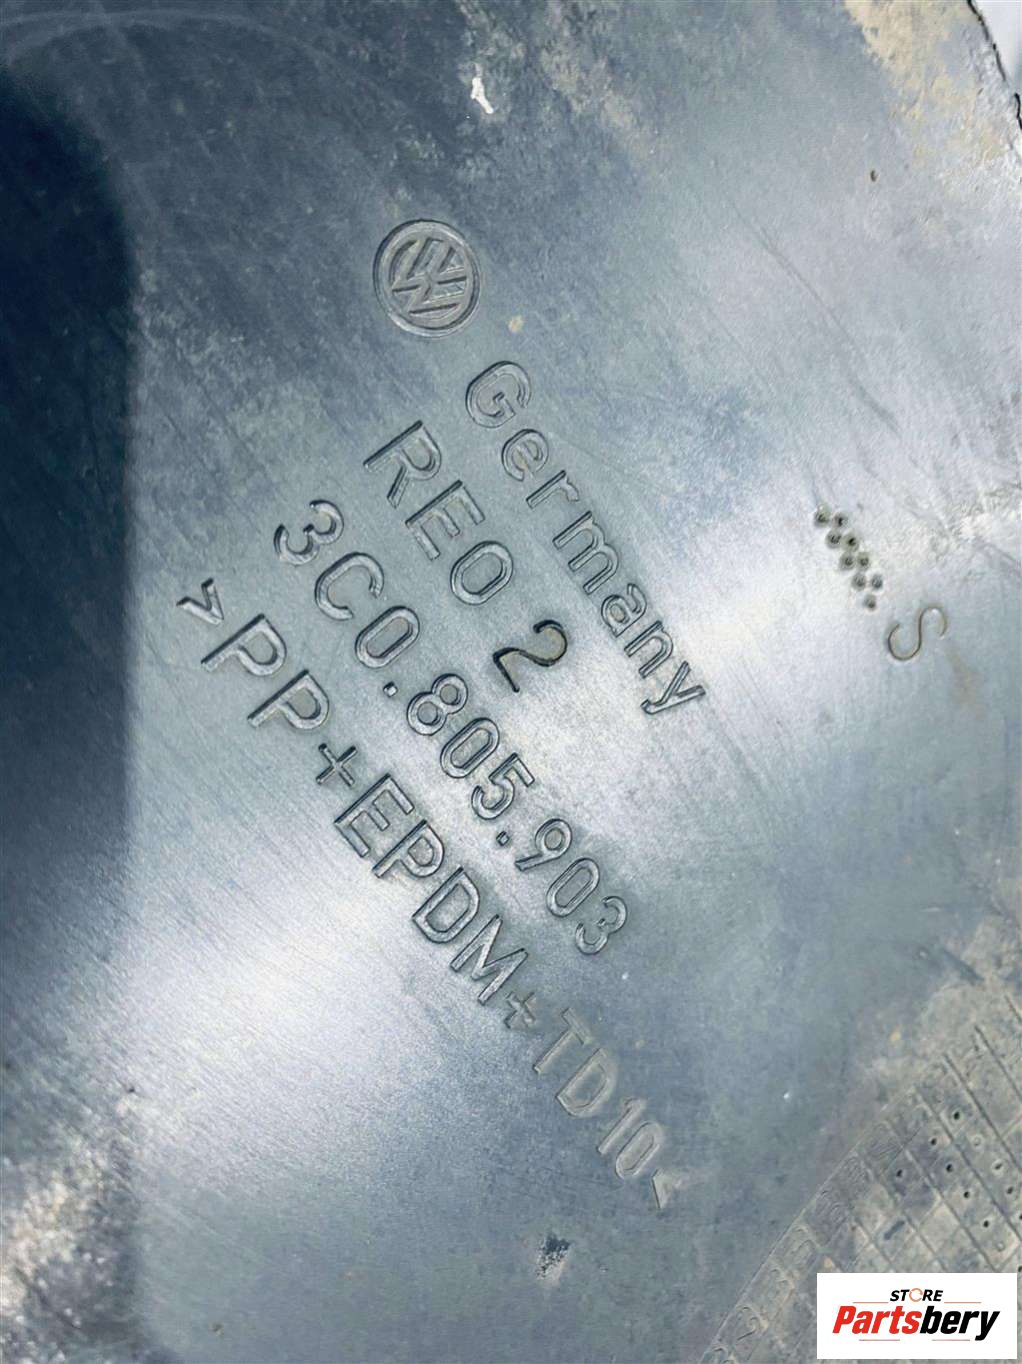 Germany
REO 2
3C0.805.903
>PP+EPDM+TD10<
S
STORE
Partsbery